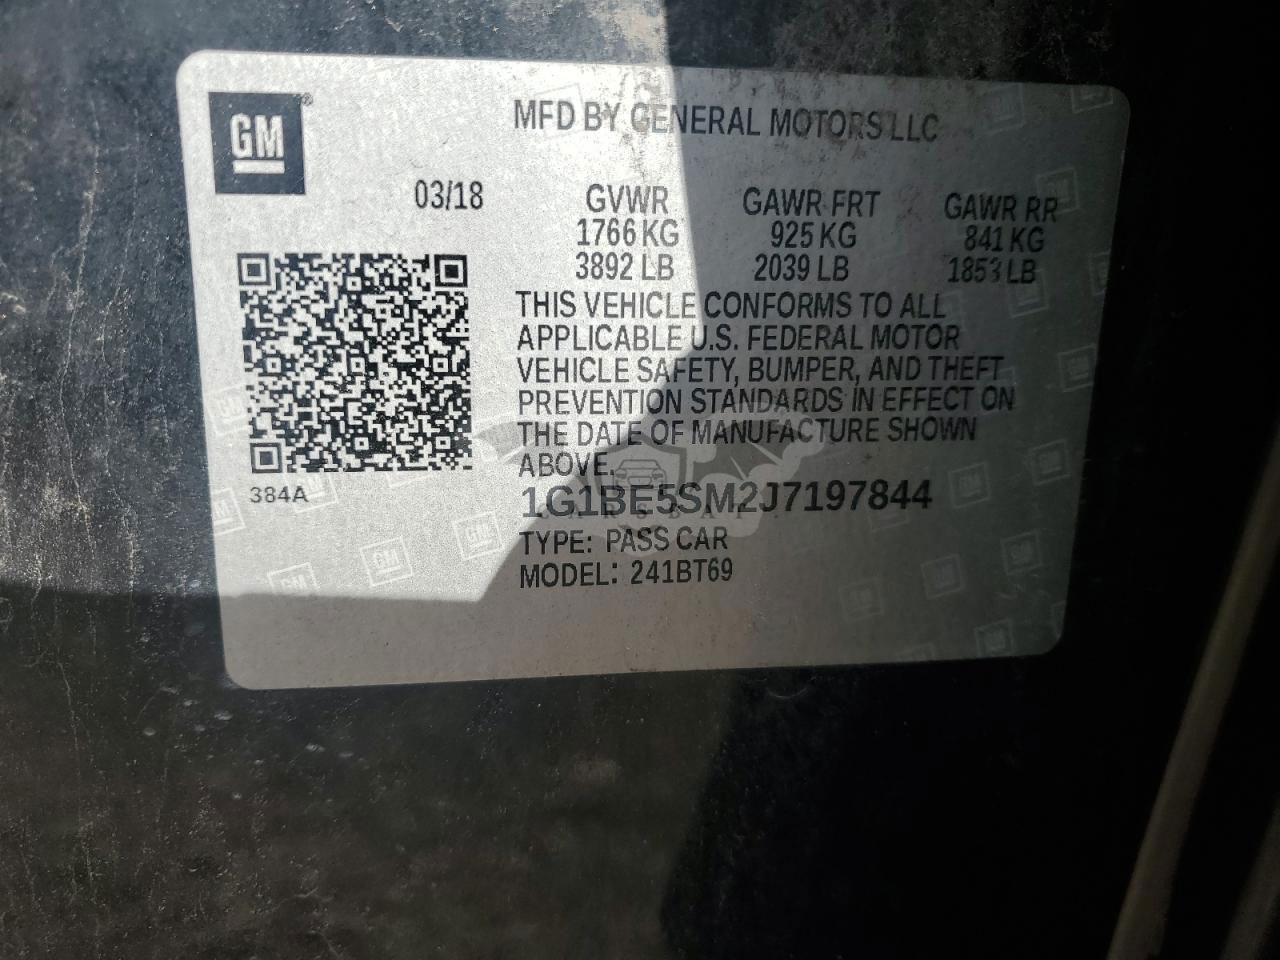 GM
MFD BY GENERAL MOTORS LLC
03/18
GVWR GAWR FRT GAWR RR
1766 KG 925 KG 841 KG
3892 LB 2039 LB 1853 LB
THIS VEHICLE CONFORMS TO ALL
APPLICABLE U.S. FEDERAL MOTOR
VEHICLE SAFETY, BUMPER, AND THEFT
PREVENTION STANDARDS IN EFFECT ON
THE DATE OF MANUFACTURE SHOWN
ABOVE.
384A
1G1BE5SM2J7197844
TYPE: PASS CAR
MODEL: 241BT69